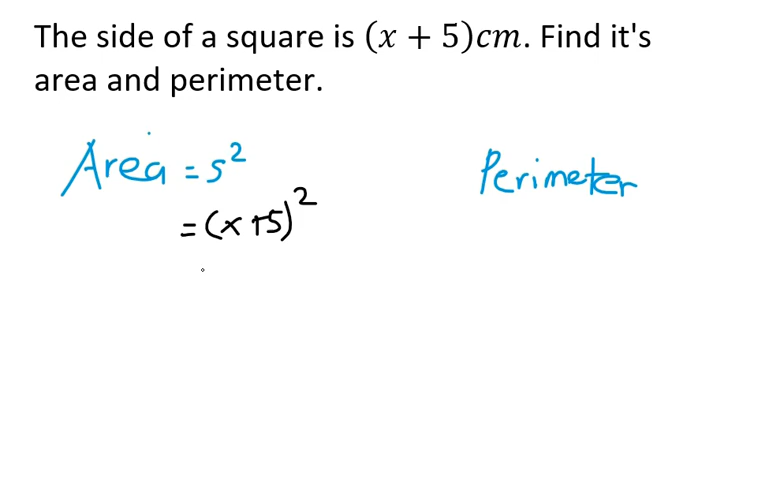 The side of a square is (x + 5)cm. Find it's
area and perimeter.
Area = s²
= (x+5)²
Perimeter